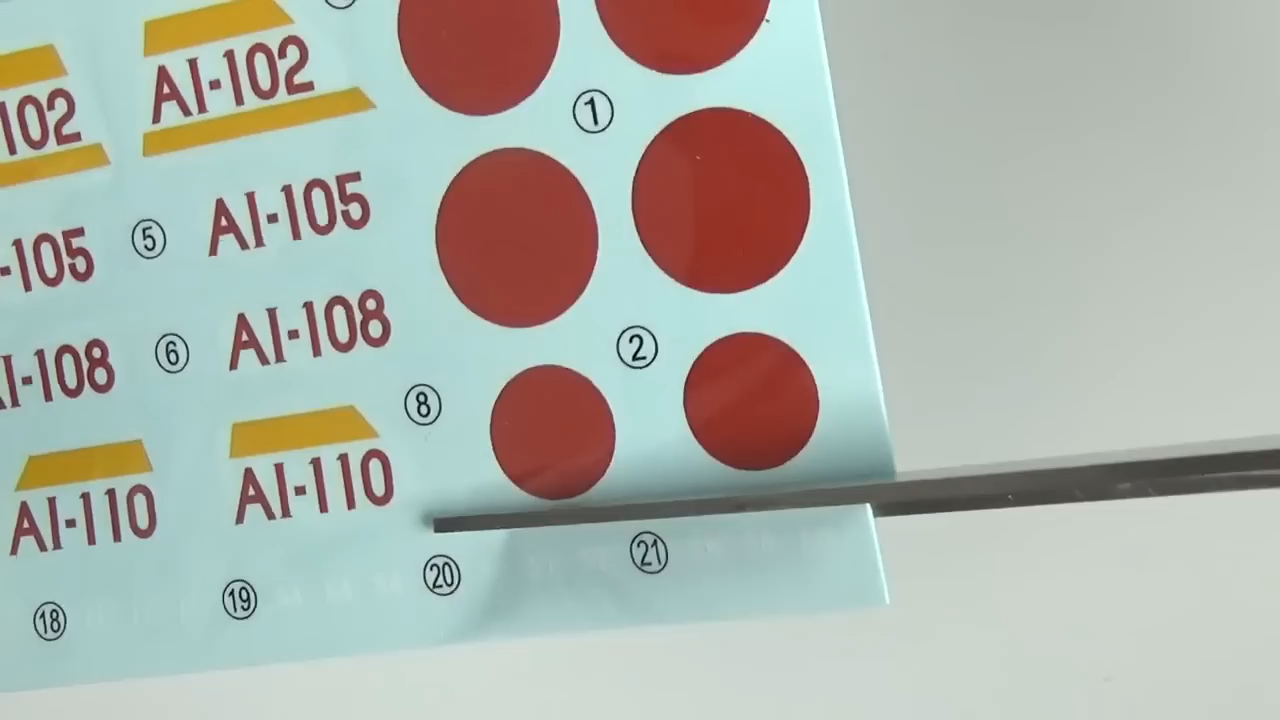 AI-102
102
①
AI-105
-105
⑤
AI-108
I-108
⑥
②
⑧
AI-110
AI-110
⑱
⑲
⑳
㉑